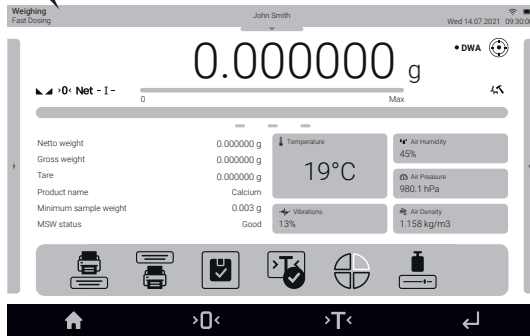 Weighing
Fast Dosing
John Smith
Wed 14.07.2021 09:30:00
0.000000 g
DWA
>0< Net - I -
0 Max
Netto weight 0.000000 g
Gross weight 0.000000 g
Tare 0.000000 g
Product name Calcium
Minimum sample weight 0.003 g
MSW status Good
Temperature
19°C
Vibrations
13%
Air Humidity
45%
Air Preasure
980.1 hPa
Air Density
1.158 kg/m3
>T<
>0< >T<